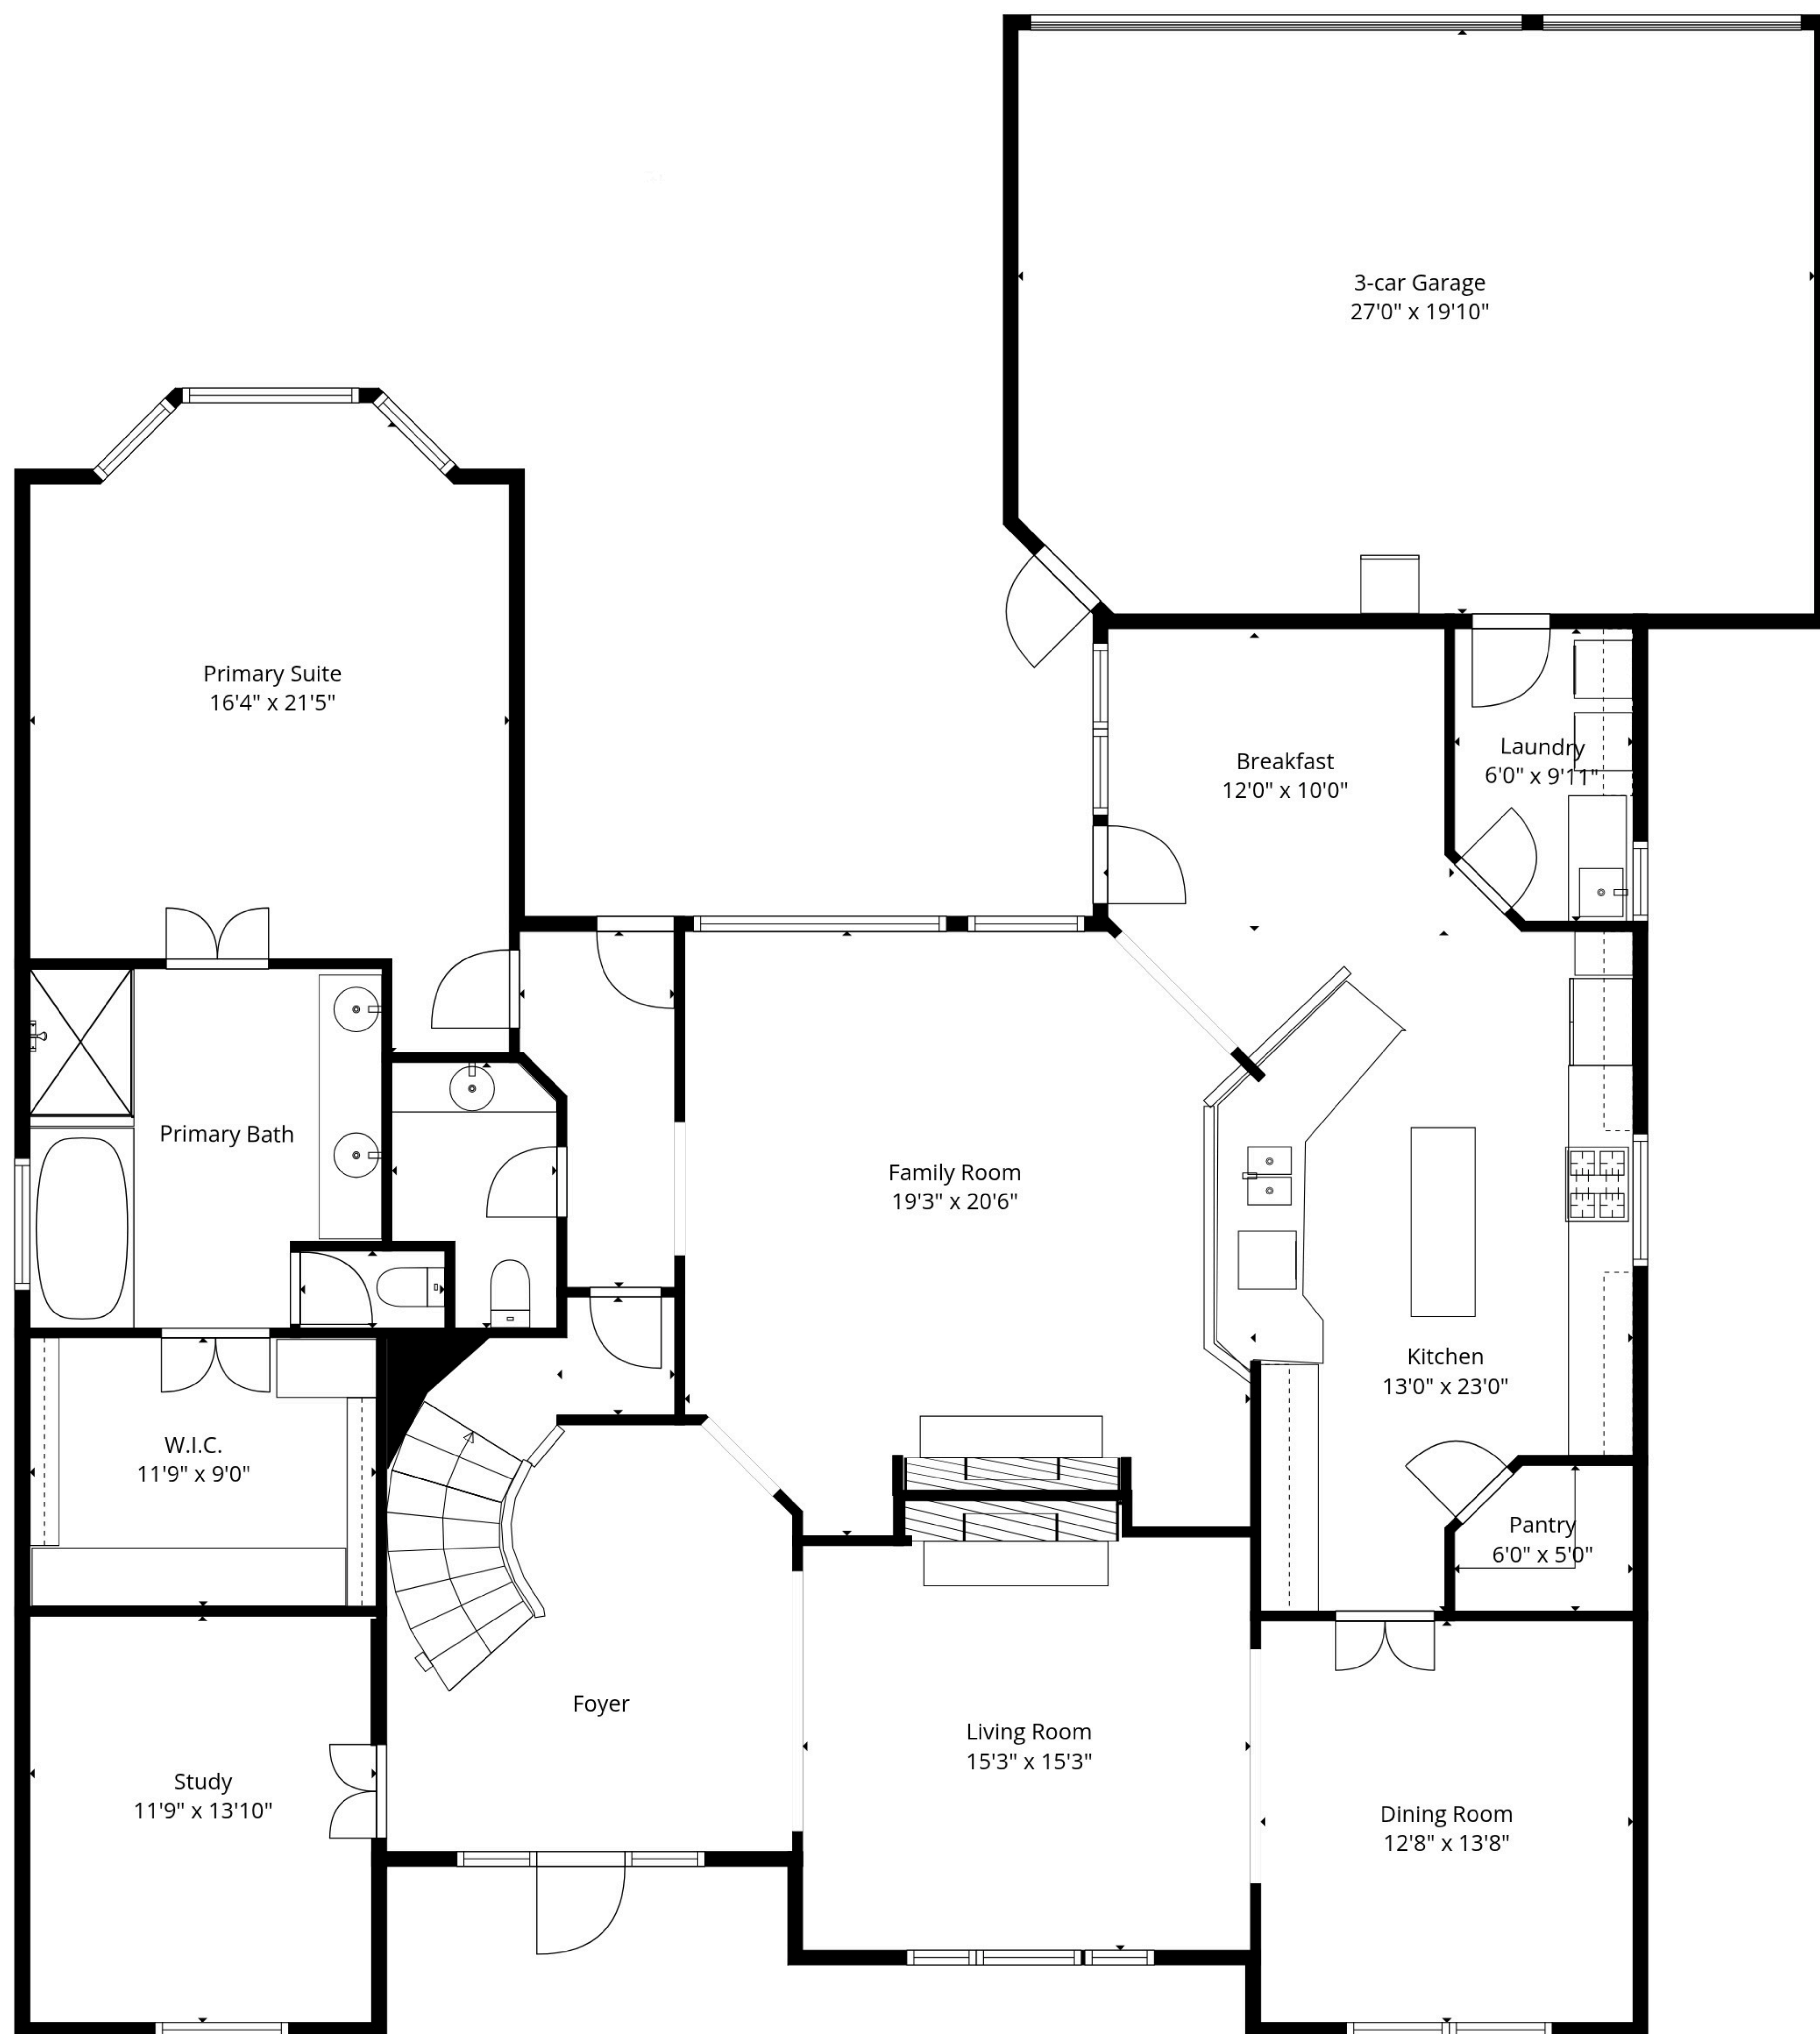 3-car Garage
27'0" x 19'10"
Primary Suite
16'4" x 21'5"
Breakfast
12'0" x 10'0"
Laundry
6'0" x 9'11"
Primary Bath
Family Room
19'3" x 20'6"
Kitchen
13'0" x 23'0"
W.I.C.
11'9" x 9'0"
Pantry
6'0" x 5'0"
Foyer
Living Room
15'3" x 15'3"
Study
11'9" x 13'10"
Dining Room
12'8" x 13'8"